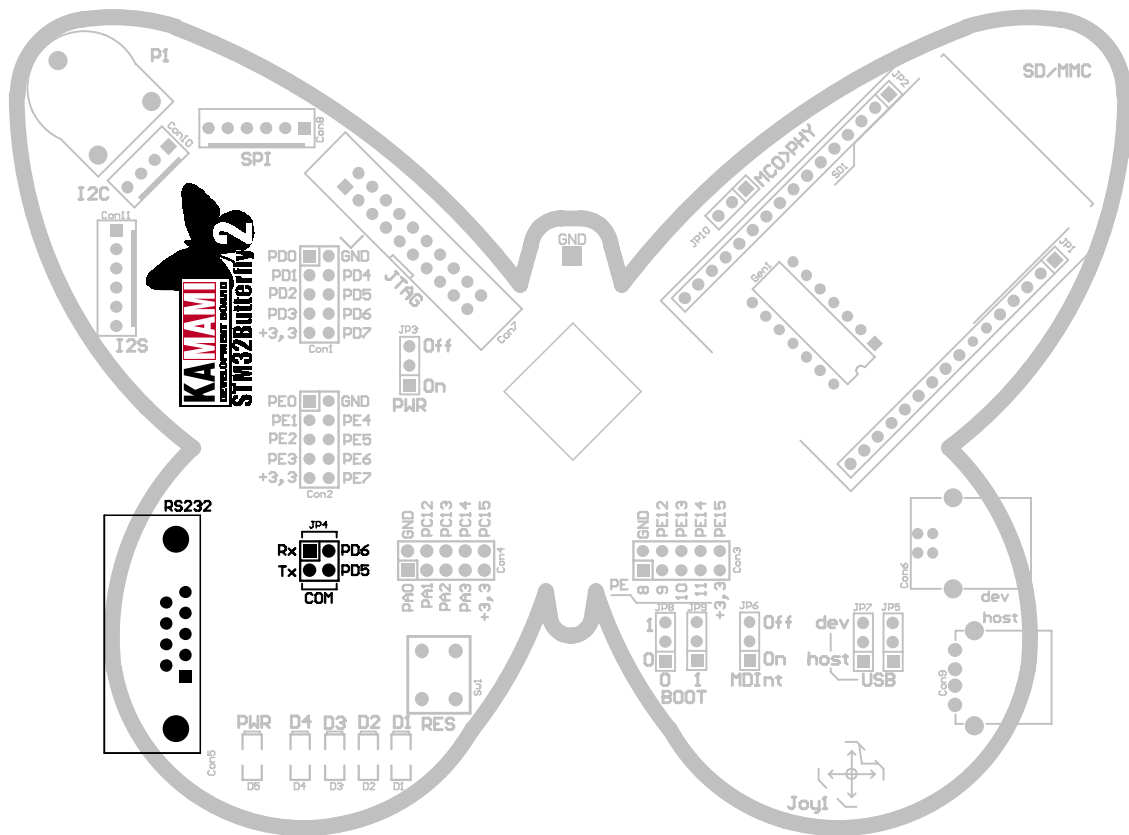 P1
SD/MMC
JP2
Con10
Con8
SPI
MCO>PHY
SD1
I2C
Con11
JP10
KAMAMI
DEVELOPMENT BOARD
STM32Butterfly2
GND
JP1
Gen1
PD0 GND
PD1 PD4
PD2 PD5
PD3 PD6
+3,3 PD7
Con1
JTAG
Con7
I2S
JP3
Off
On
PWR
PE0 GND
PE1 PE4
PE2 PE5
PE3 PE6
+3,3 PE7
Con2
RS232
JP4
Rx PD6
Tx PD5
COM
GND PC12 PC13 PC14 PC15
Con4
PA0 PA1 PA2 PA3 +3,3
GND PE12 PE13 PE14 PE15
Con3
PE 8 9 10 11 +3,3
Con6
dev
JP8 JP9
1
0
0 1
BOOT
JP6
Off
On
MDInt
JP7 JP5
dev
host
USB
host
Con9
Sw1
RES
Con5
PWR D4 D3 D2 D1
D5 D4 D3 D2 D1
Joy1